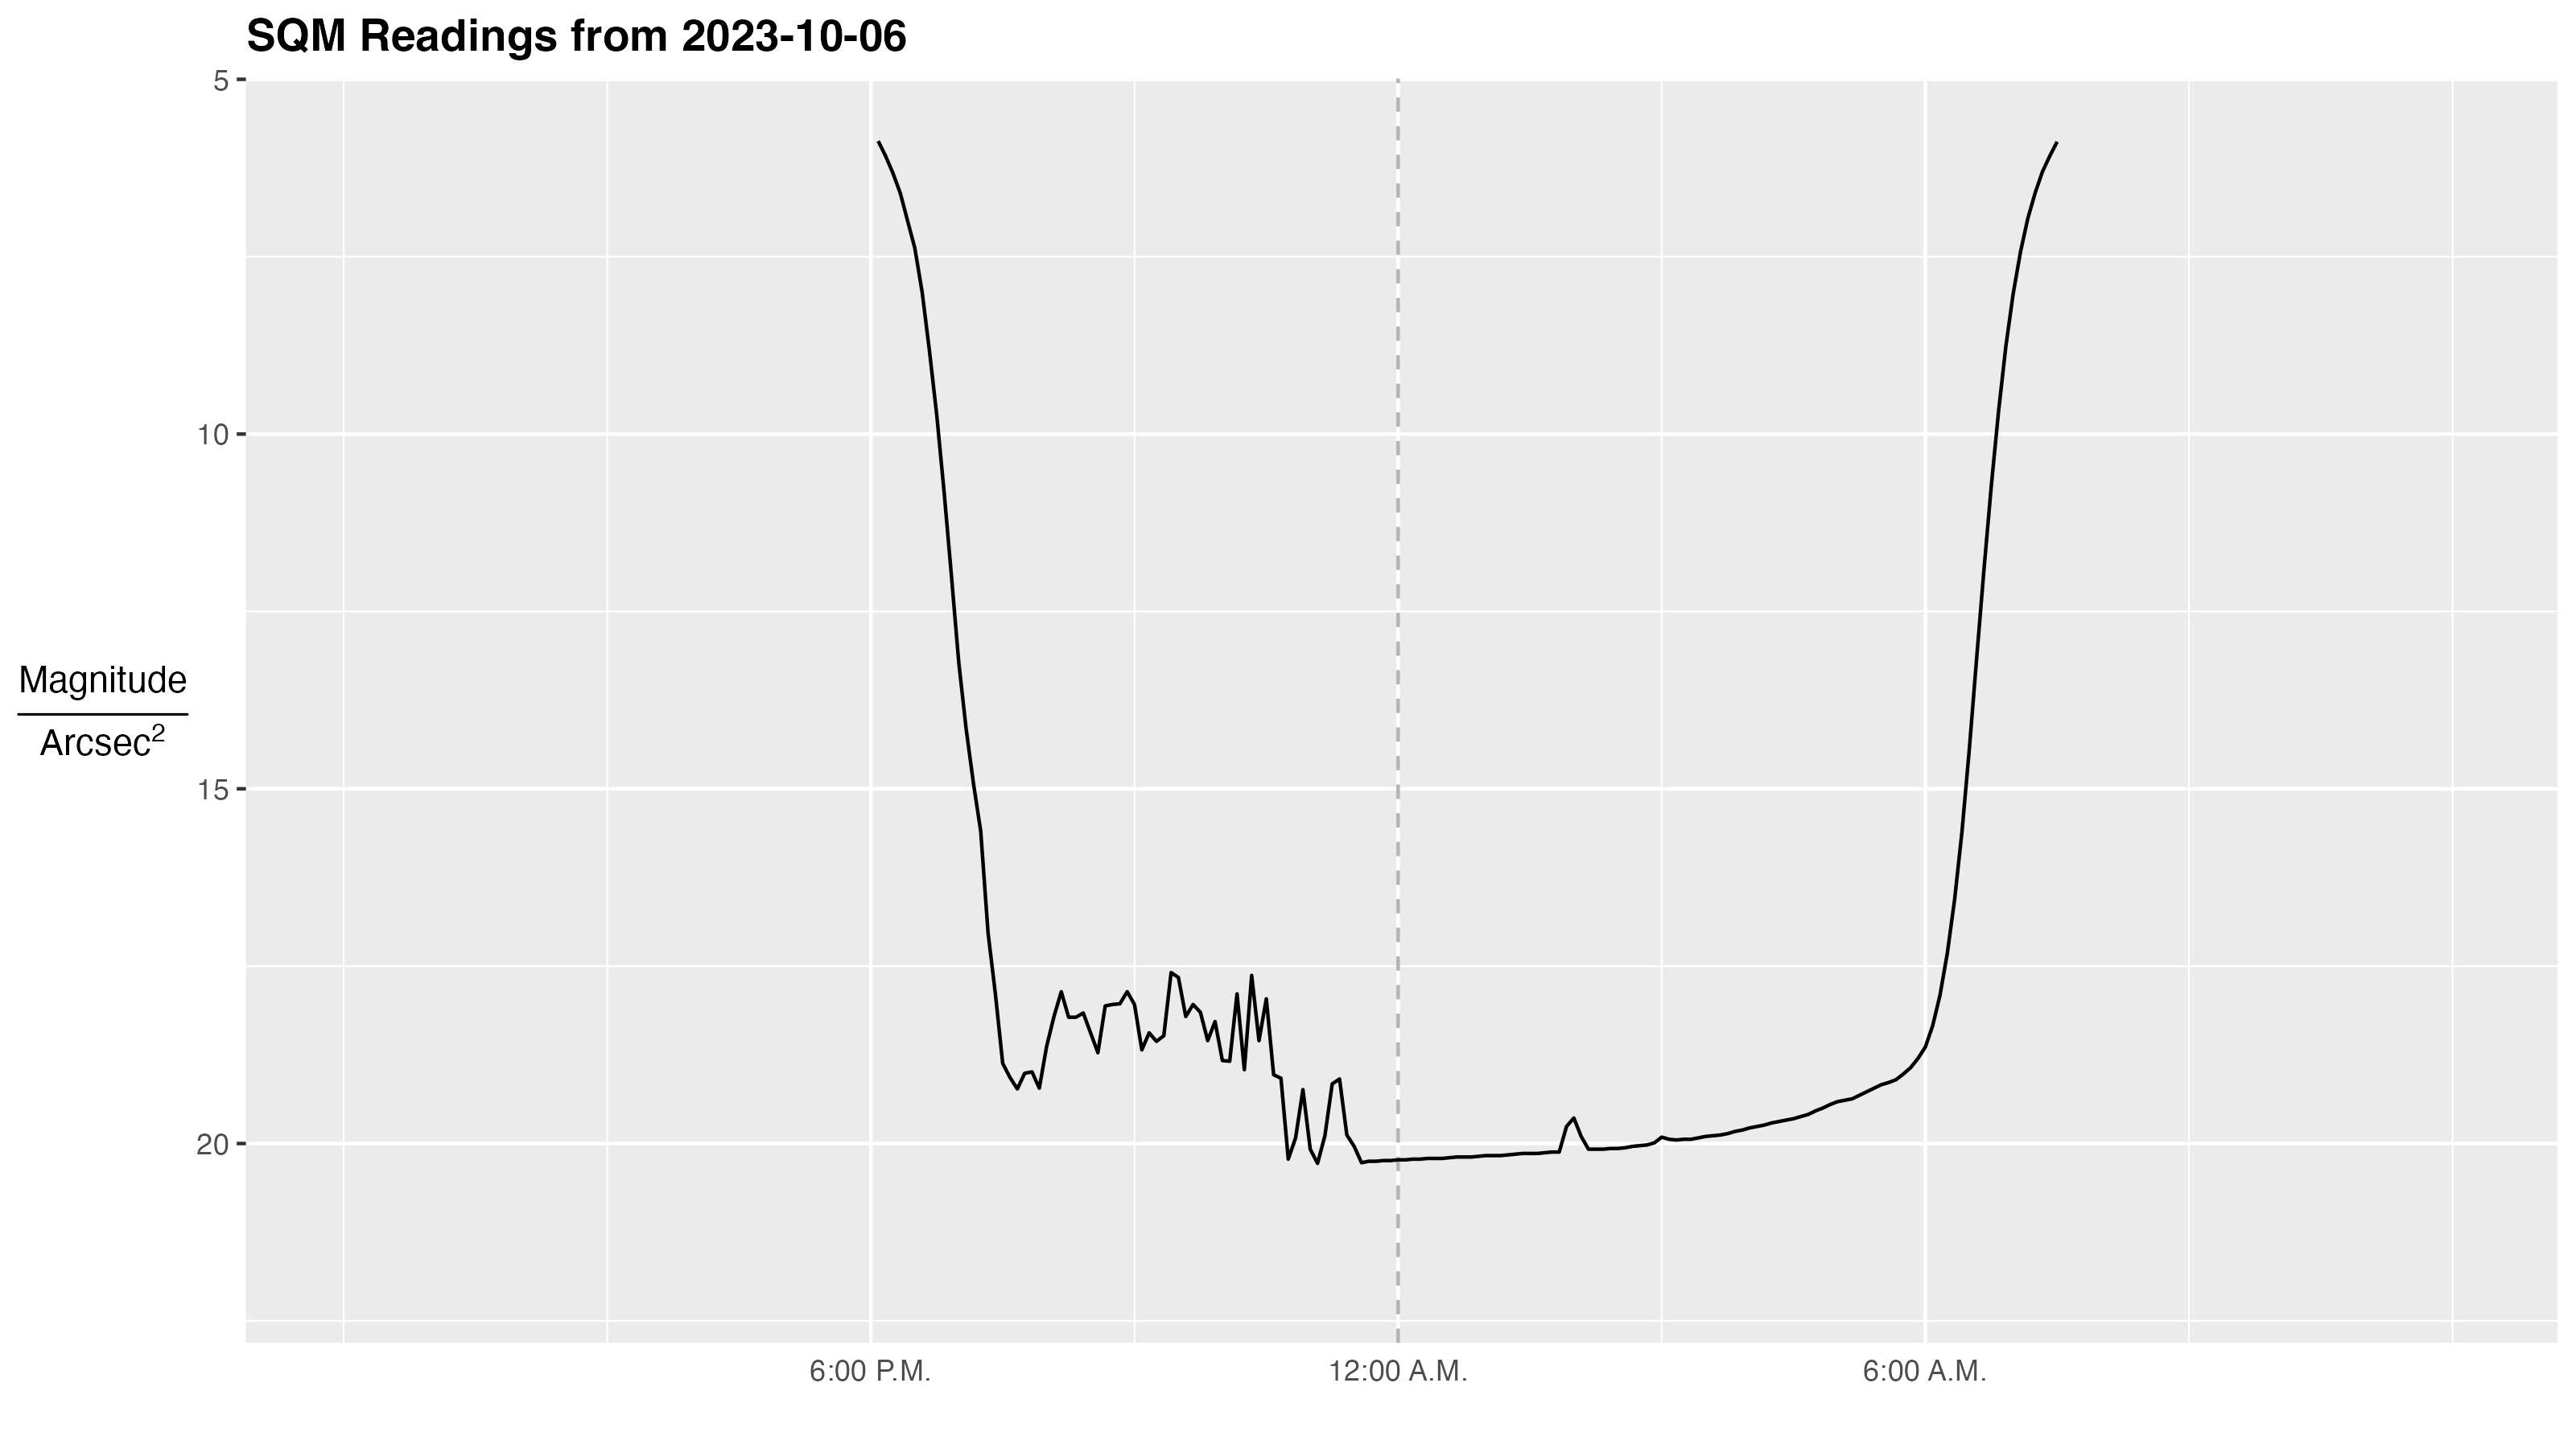 SQM Readings from 2023-10-06
5
10
15
20
Magnitude
Arcsec²
6:00 P.M.
12:00 A.M.
6:00 A.M.